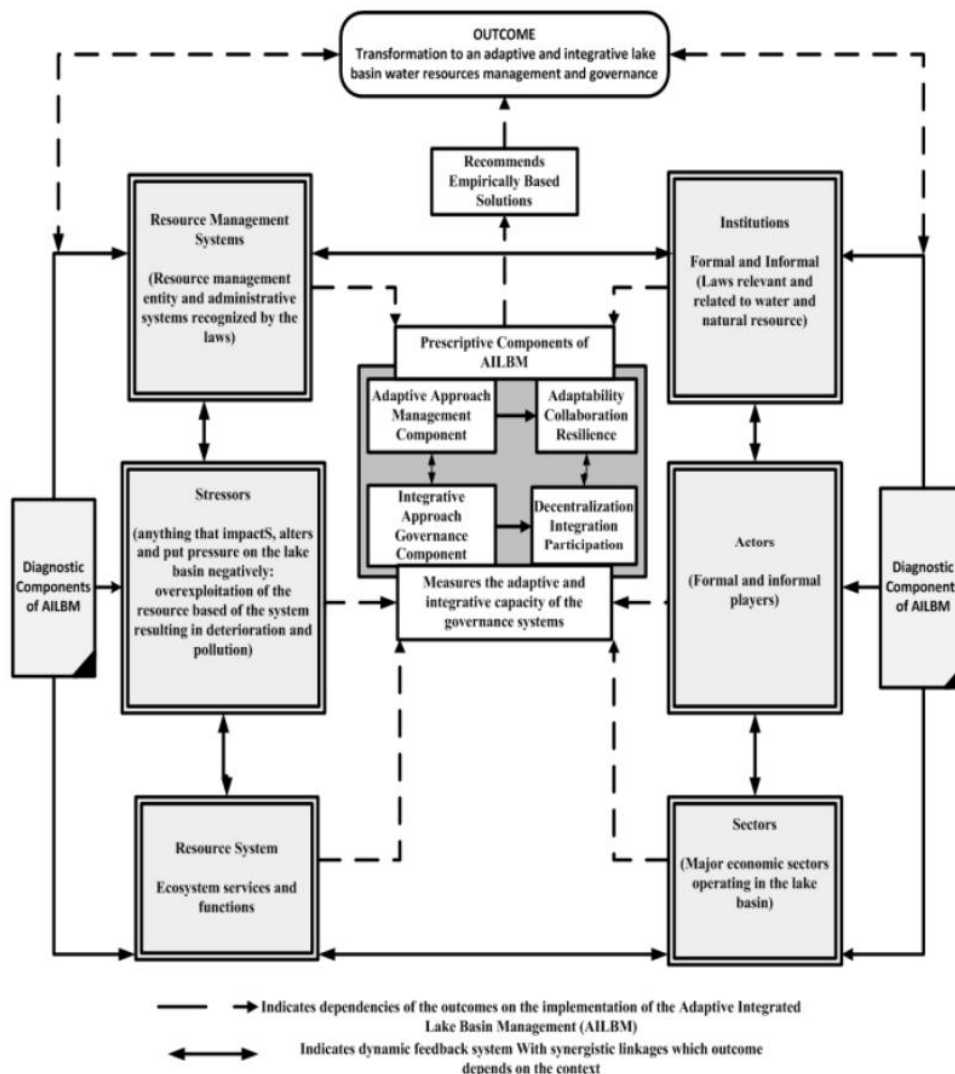 OUTCOME
Transformation to an adaptive and integrative lake
basin water resources management and governance
Recommends
Empirically Based
Solutions
Resource Management
Systems
(Resource management
entity and administrative
systems recognized by the
laws)
Institutions
Formal and Informal
(Laws relevant and
related to water and
natural resource)
Prescriptive Components of
AILBM
Adaptive Approach
Management
Component
Adaptability
Collaboration
Resilience
Integrative
Approach
Governance
Component
Decentralization
Integration
Participation
Measures the adaptive and
integrative capacity of the
governance systems
Diagnostic
Components
of AILBM
Stressors
(anything that impactS, alters
and put pressure on the lake
basin negatively:
overexploitation of the
resource based of the system
resulting in deterioration and
pollution)
Actors
(Formal and informal
players)
Diagnostic
Components
of AILBM
Resource System
Ecosystem services and
functions
Sectors
(Major economic sectors
operating in the lake
basin)
Indicates dependencies of the outcomes on the implementation of the Adaptive Integrated
Lake Basin Management (AILBM)
Indicates dynamic feedback system With synergistic linkages which outcome
depends on the context